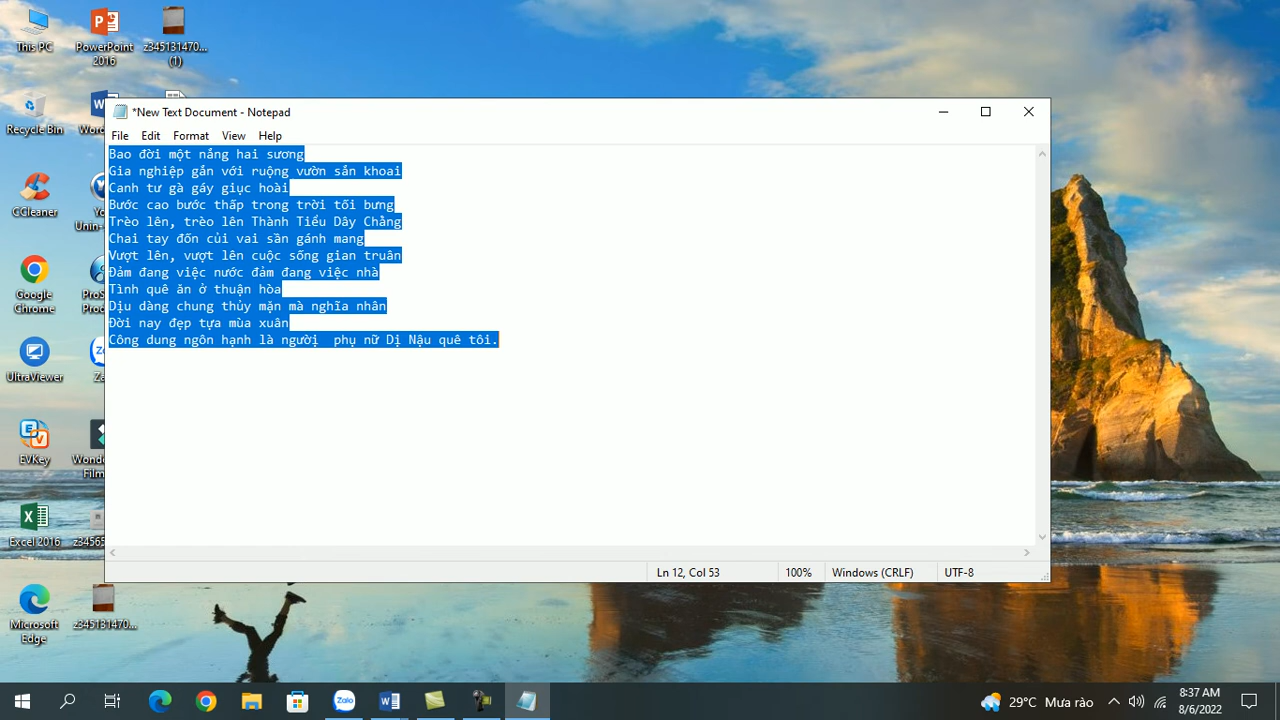 This PC
PowerPoint
2016
z345131470...
(1)
Recycle Bin
CCleaner
Google
Chrome
UltraViewer
EVKey
Excel 2016
Microsoft
Edge
z345131470...
*New Text Document - Notepad
File Edit Format View Help
Bao đời một nắng hai sương
Gia nghiệp gắn với ruộng vườn sắn khoai
Canh tư gà gáy giục hoài
Bước cao bước thấp trong trời tối bưng
Trèo lên, trèo lên Thành Tiểu Dây Chằng
Chai tay đốn củi vai sần gánh mang
Vượt lên, vượt lên cuộc sống gian truân
Đảm đang việc nước đảm đang việc nhà
Tình quê ăn ở thuận hòa
Dịu dàng chung thủy mặn mà nghĩa nhân
Đời nay đẹp tựa mùa xuân
Công dung ngôn hạnh là người  phụ nữ Dị Nậu quê tôi.
Ln 12, Col 53 100% Windows (CRLF) UTF-8
Zalo
29°C Mưa rào
8:37 AM
8/6/2022